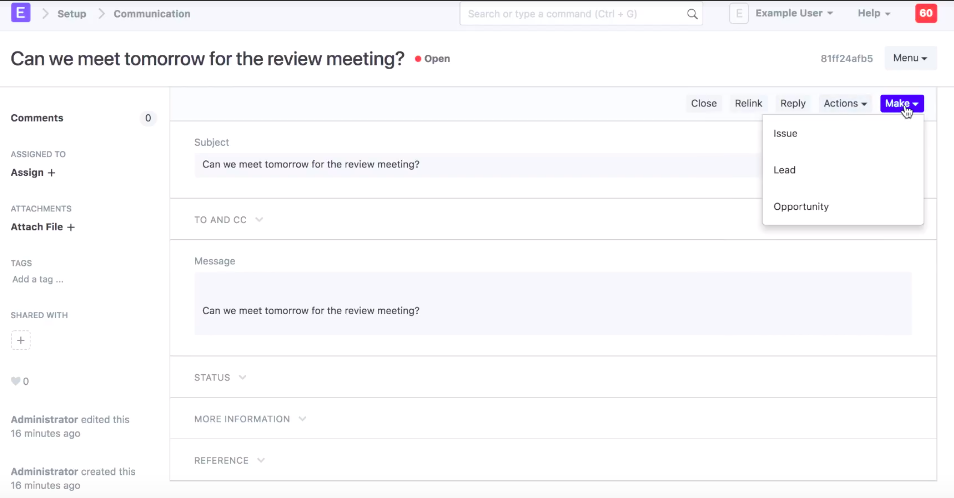 E Setup Communication Search or type a command (Ctrl + G) E Example User Help 60
Can we meet tomorrow for the review meeting? Open 81ff24afb5 Menu
Close Relink Reply Actions Make
Issue
Lead
Opportunity
Comments 0
ASSIGNED TO
Assign +
ATTACHMENTS
Attach File +
TAGS
Add a tag ...
SHARED WITH
+
0
Administrator edited this
16 minutes ago
Administrator created this
16 minutes ago
Subject
Can we meet tomorrow for the review meeting?
TO AND CC
Message
Can we meet tomorrow for the review meeting?
STATUS
MORE INFORMATION
REFERENCE